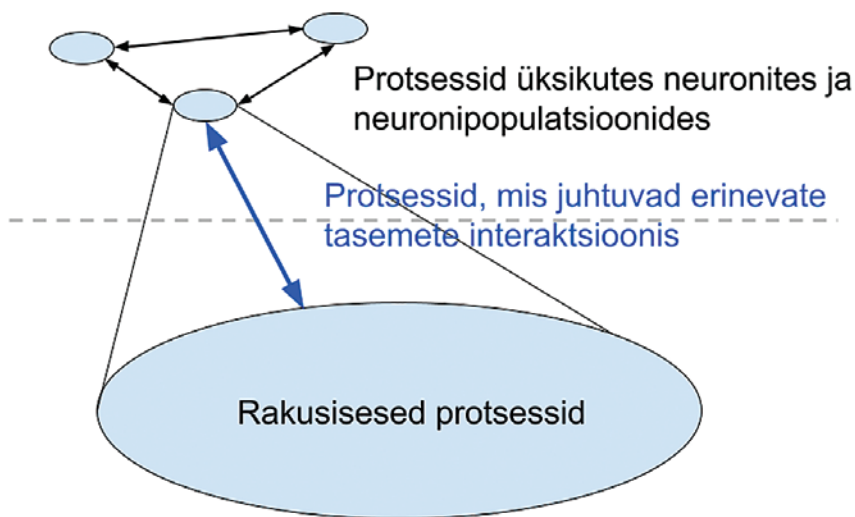 Protsessid üksikutes neuronites ja
neuronipopulatsioonides
Protsessid, mis juhtuvad erinevate
tasemete interaktsioonis
Rakusisesed protsessid